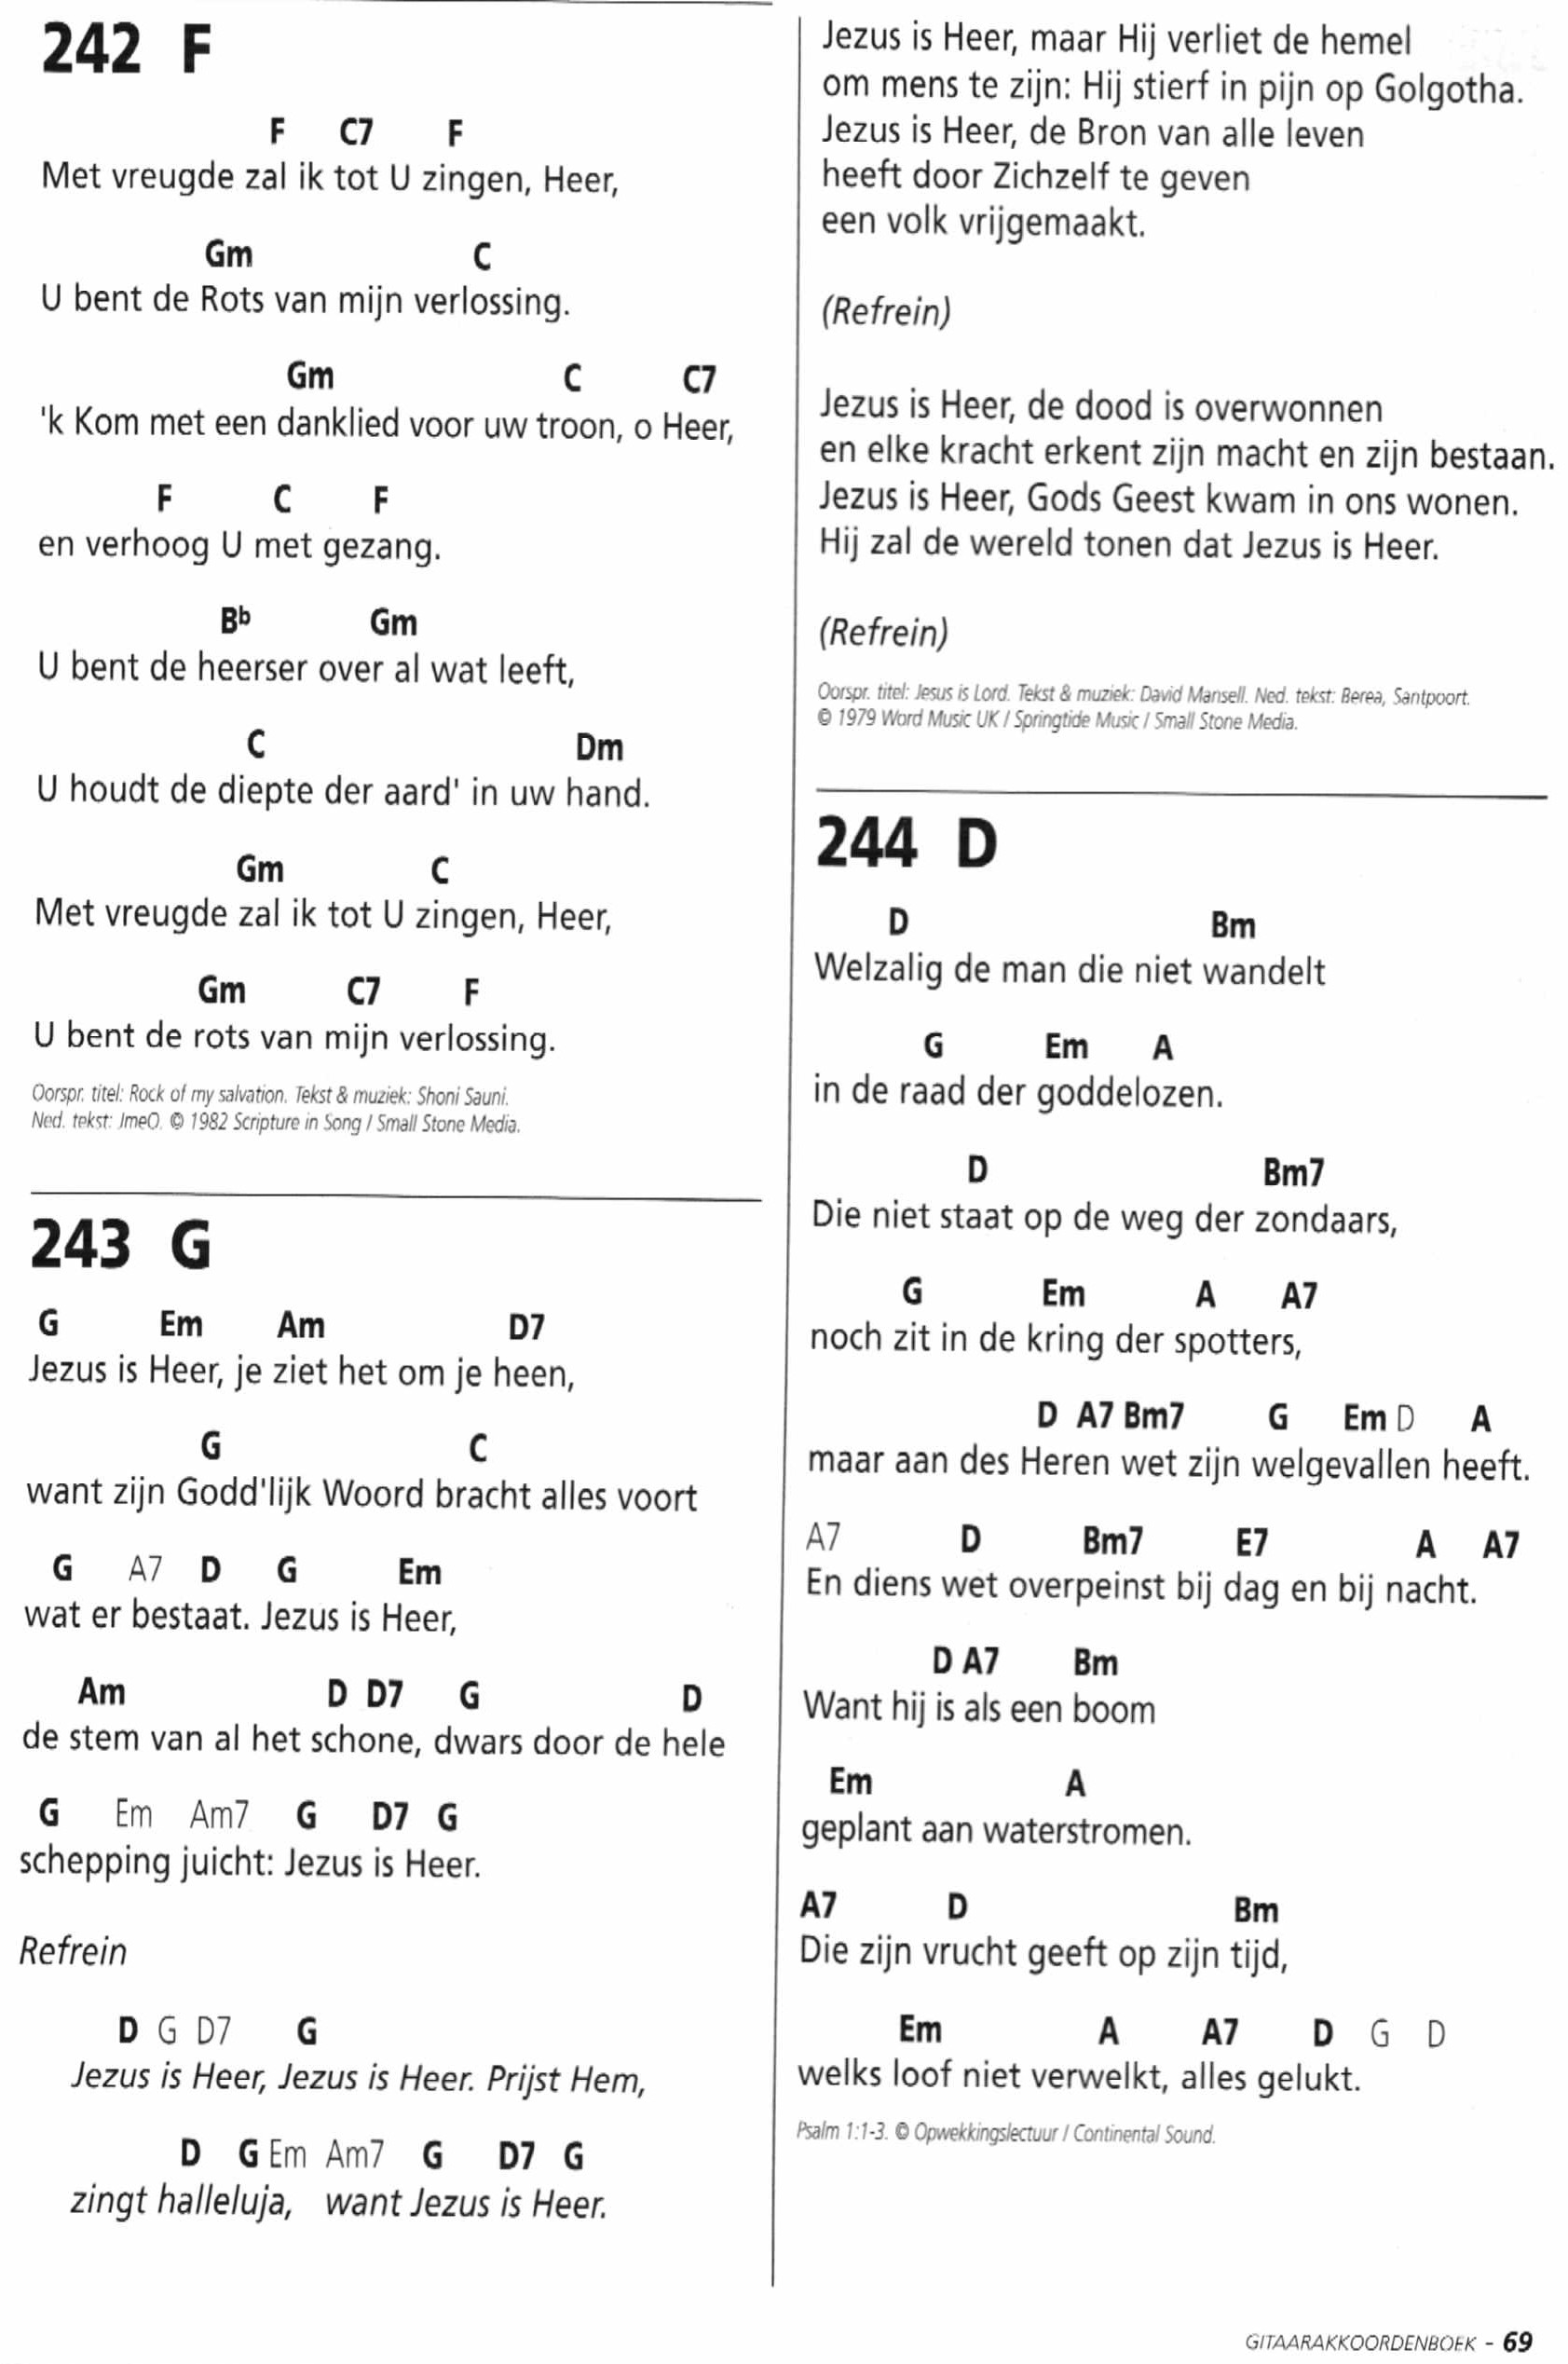 242 F
F C7 F
Met vreugde zal ik tot U zingen, Heer,
Gm C
U bent de Rots van mijn verlossing.
Gm C C7
'k Kom met een danklied voor uw troon, o Heer,
F C F
en verhoog U met gezang.
Bb Gm
U bent de heerser over al wat leeft,
C Dm
U houdt de diepte der aard' in uw hand.
Gm C
Met vreugde zal ik tot U zingen, Heer,
Gm C7 F
U bent de rots van mijn verlossing.
Oorspr. titel: Rock of my salvation. Tekst & muziek: Shoni Sauni.
Ned. tekst: JmeO. © 1982 Scripture in Song / Small Stone Media.
243 G
G Em Am D7
Jezus is Heer, je ziet het om je heen,
G C
want zijn Godd'lijk Woord bracht alles voort
G A7 D G Em
wat er bestaat. Jezus is Heer,
Am D D7 G D
de stem van al het schone, dwars door de hele
G Em Am7 G D7 G
schepping juicht: Jezus is Heer.
Refrein
D G D7 G
Jezus is Heer, Jezus is Heer. Prijst Hem,
D G Em Am7 G D7 G
zingt halleluja, want Jezus is Heer.
Jezus is Heer, maar Hij verliet de hemel
om mens te zijn: Hij stierf in pijn op Golgotha.
Jezus is Heer, de Bron van alle leven
heeft door Zichzelf te geven
een volk vrijgemaakt.
(Refrein)
Jezus is Heer, de dood is overwonnen
en elke kracht erkent zijn macht en zijn bestaan.
Jezus is Heer, Gods Geest kwam in ons wonen.
Hij zal de wereld tonen dat Jezus is Heer.
(Refrein)
Oorspr. titel: Jesus is Lord. Tekst & muziek: David Mansell. Ned. tekst: Berea, Santpoort.
© 1979 Word Music UK / Springtide Music / Small Stone Media.
244 D
D Bm
Welzalig de man die niet wandelt
G Em A
in de raad der goddelozen.
D Bm7
Die niet staat op de weg der zondaars,
G Em A A7
noch zit in de kring der spotters,
D A7 Bm7 G Em D A
maar aan des Heren wet zijn welgevallen heeft.
A7 D Bm7 E7 A A7
En diens wet overpeinst bij dag en bij nacht.
D A7 Bm
Want hij is als een boom
Em A
geplant aan waterstromen.
A7 D Bm
Die zijn vrucht geeft op zijn tijd,
Em A A7 D G D
welks loof niet verwelkt, alles gelukt.
Psalm 1:1-3. © Opwekkingslectuur / Continental Sound.
GITAARAKKOORDENBOEK - 69